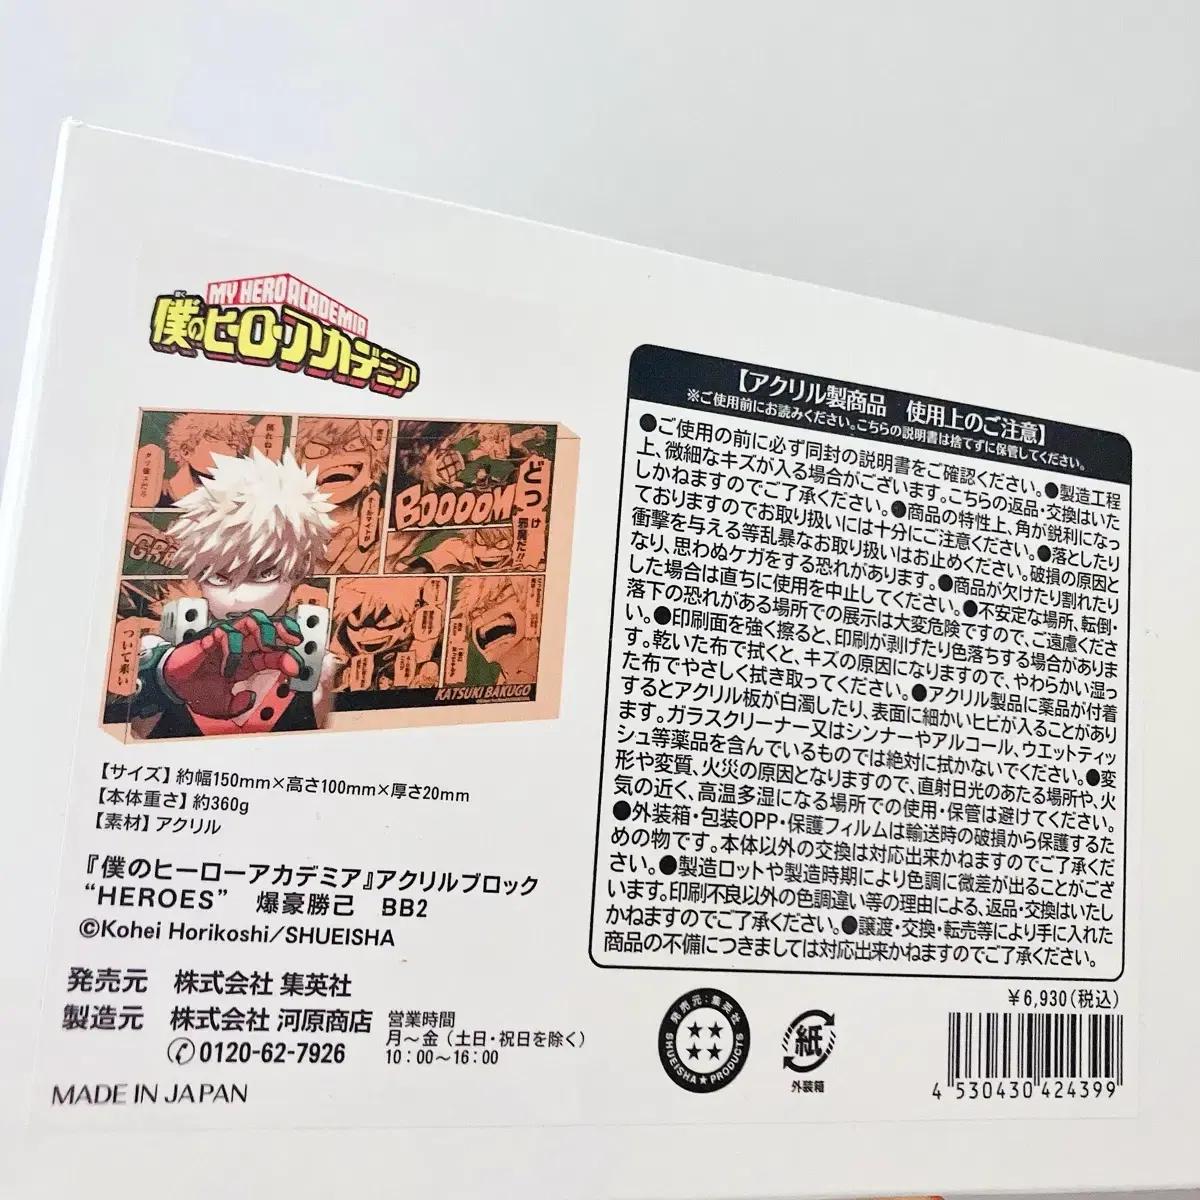 MY HERO ACADEMIA
僕のヒーローアカデミア
どっ
け
邪魔だ!!
BOOOOM
ついて来い
KATSUKI BAKUGO
【サイズ】約幅150mm×高さ100mm×厚さ20mm
【本体重さ】約360g
【素材】アクリル
『僕のヒーローアカデミア』アクリルブロック
“HEROES” 爆豪勝己 BB2
©Kohei Horikoshi/SHUEISHA
発売元 株式会社 集英社
製造元 株式会社 河原商店
営業時間
月〜金（土日・祝日を除く）
10：00〜16：00
0120-62-7926
MADE IN JAPAN
【アクリル製商品 使用上のご注意】
※ご使用前にお読みください。こちらの説明書は捨てずに保管してください。
●ご使用の前に必ず同封の説明書をご確認ください。●製造工程
上、微細なキズが入る場合がございます。こちらの返品・交換はいた
しかねますのでご了承ください。●商品の特性上、角が鋭利になっ
ておりますのでお取り扱いには十分にご注意ください。●落としたり
衝撃を与える等乱暴なお取り扱いはお止めください。破損の原因と
なり、思わぬケガをする恐れがあります。●商品が欠けたり割れたり
した場合は直ちに使用を中止してください。●不安定な場所、転倒・
落下の恐れがある場所での展示は大変危険ですので、ご遠慮くださ
い。●印刷面を強く擦ると、印刷が剥げたり色落ちする場合がありま
す。乾いた布で拭くと、キズの原因になりますので、やわらかい湿っ
た布でやさしく拭き取ってください。●アクリル製品に薬品が付着
するとアクリル板が白濁したり、表面に細かいヒビが入ることがあり
ます。ガラスクリーナー又はシンナーやアルコール、ウエットティッ
シュ等薬品を含んでいるものでは絶対に拭かないでください。●変
形や変質、火災の原因となりますので、直射日光のあたる場所や、火
気の近く、高温多湿になる場所での使用・保管は避けてください。
●外装箱・包装OPP・保護フィルムは輸送時の破損から保護するた
めの物です。本体以外の交換は対応出来かねますのでご了承くだ
さい。●製造ロットや製造時期により色調に微差が出ることがござ
います。印刷不良以外の色調違い等の理由による、返品・交換はいたし
かねますのでご了承ください。●譲渡・交換・転売等により手に入れた
商品の不備につきましては対応出来かねますのでご了承ください。
¥6,930(税込)
発売元：集英社
SHUEISHA★PRODUCTS
紙
外装箱
4 530430 424399